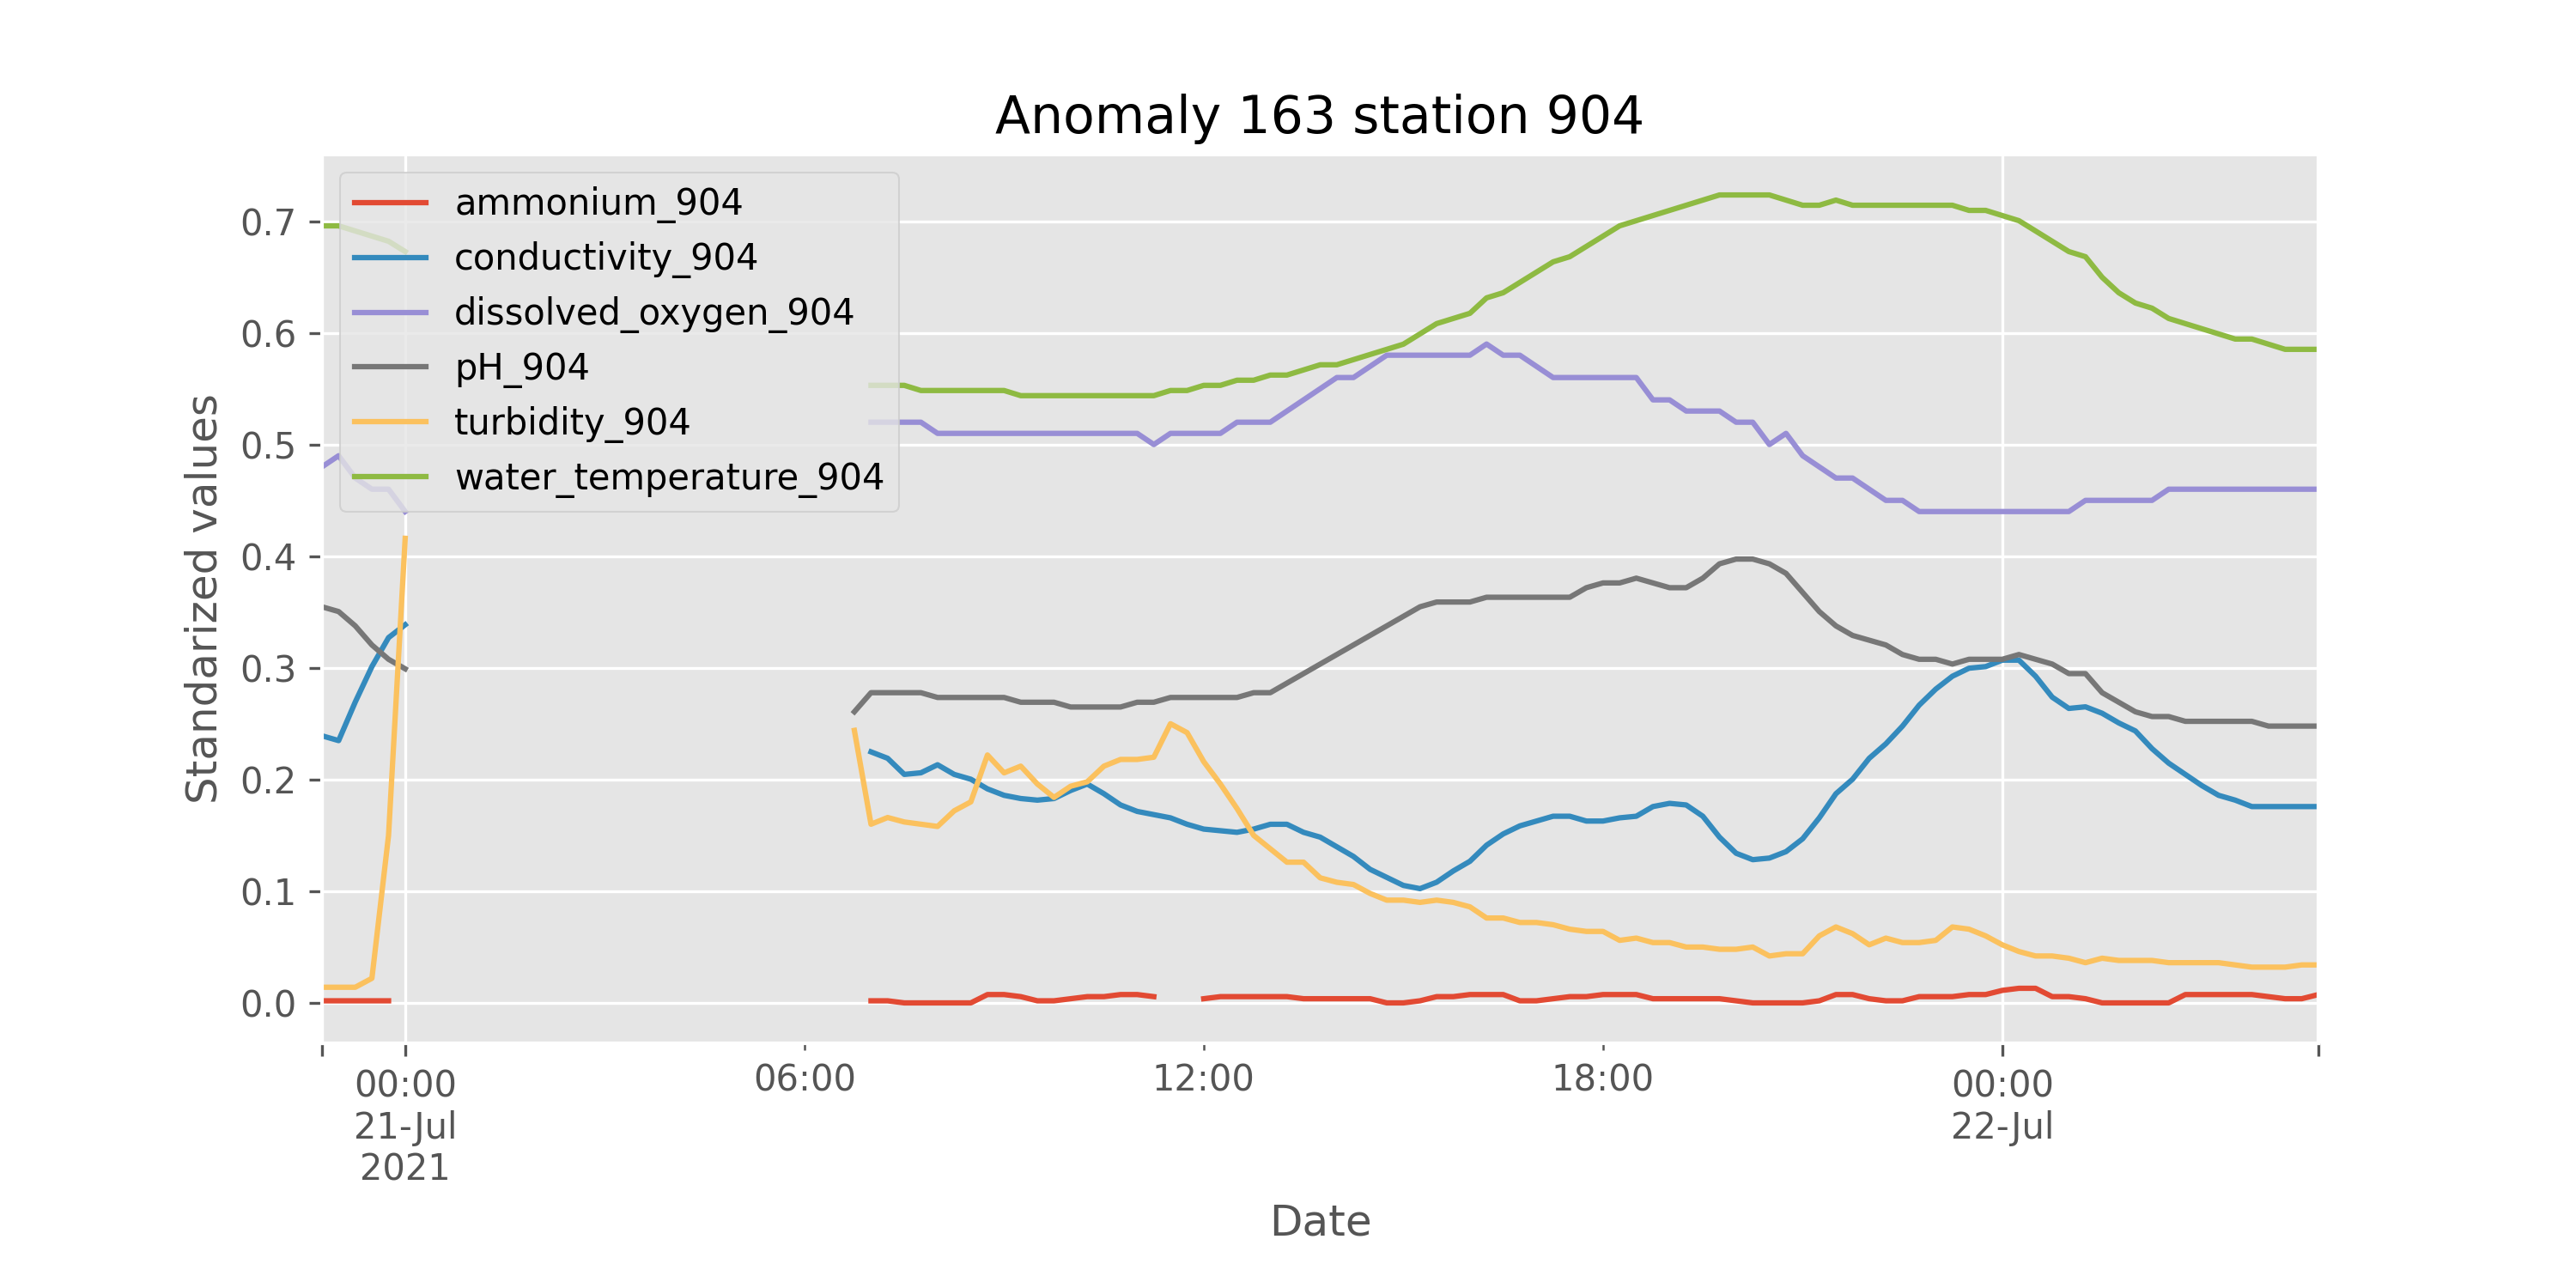 Anomaly 163 station 904
ammonium_904
conductivity_904
dissolved_oxygen_904
pH_904
turbidity_904
water_temperature_904
Standarized values
0.7
0.6
0.5
0.4
0.3
0.2
0.1
0.0
00:00 06:00 12:00 18:00 00:00
21-Jul 22-Jul
2021
Date